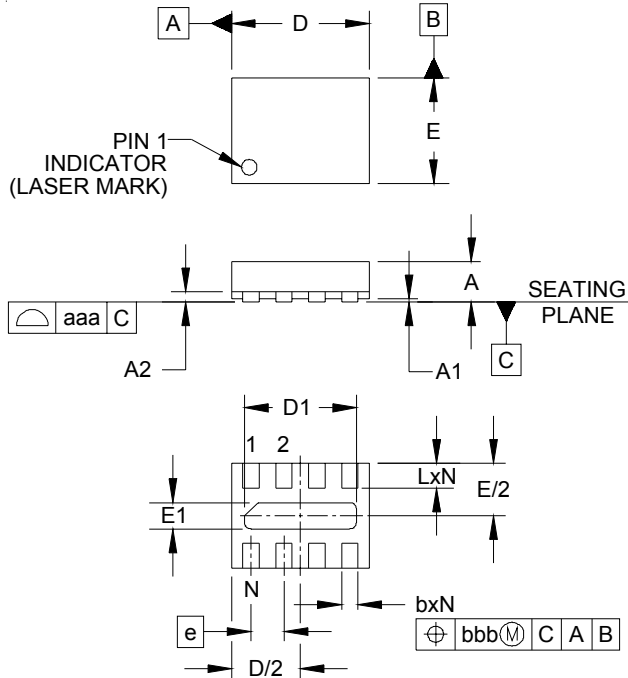 A
D
B
E
PIN 1
INDICATOR
(LASER MARK)
A
SEATING
PLANE
aaa C
C
A2
A1
D1
1 2
LxN
E/2
E1
N
bxN
e
bbb Ⓜ C A B
D/2